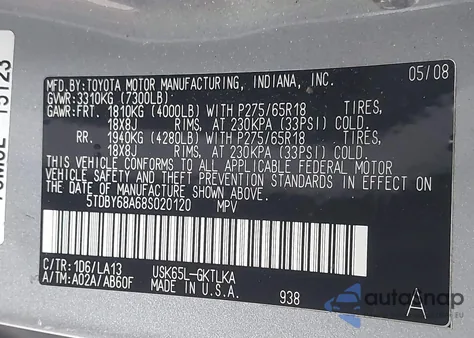 MFD.BY:TOYOTA MOTOR MANUFACTURING, INDIANA, INC. 05/08
GVWR:3310KG (7300LB)
GAWR:FRT. 1810KG (4000LB) WITH P275/65R18 TIRES,
18X8J RIMS, AT 230KPA (33PSI) COLD.
RR. 1940KG (4280LB) WITH P275/65R18 TIRES,
18X8J RIMS, AT 230KPA (33PSI) COLD.
THIS VEHICLE CONFORMS TO ALL APPLICABLE FEDERAL MOTOR
VEHICLE SAFETY STANDARDS IN EFFECT ON THE
DATE OF MANUFACTURE SHOWN ABOVE.
5TDBY68A68S020120 MPV
C/TR:1D6/LA13 USK65L-GKTLKA
A/TM:A02A/AB60F MADE IN U.S.A. 938 A
autosnap